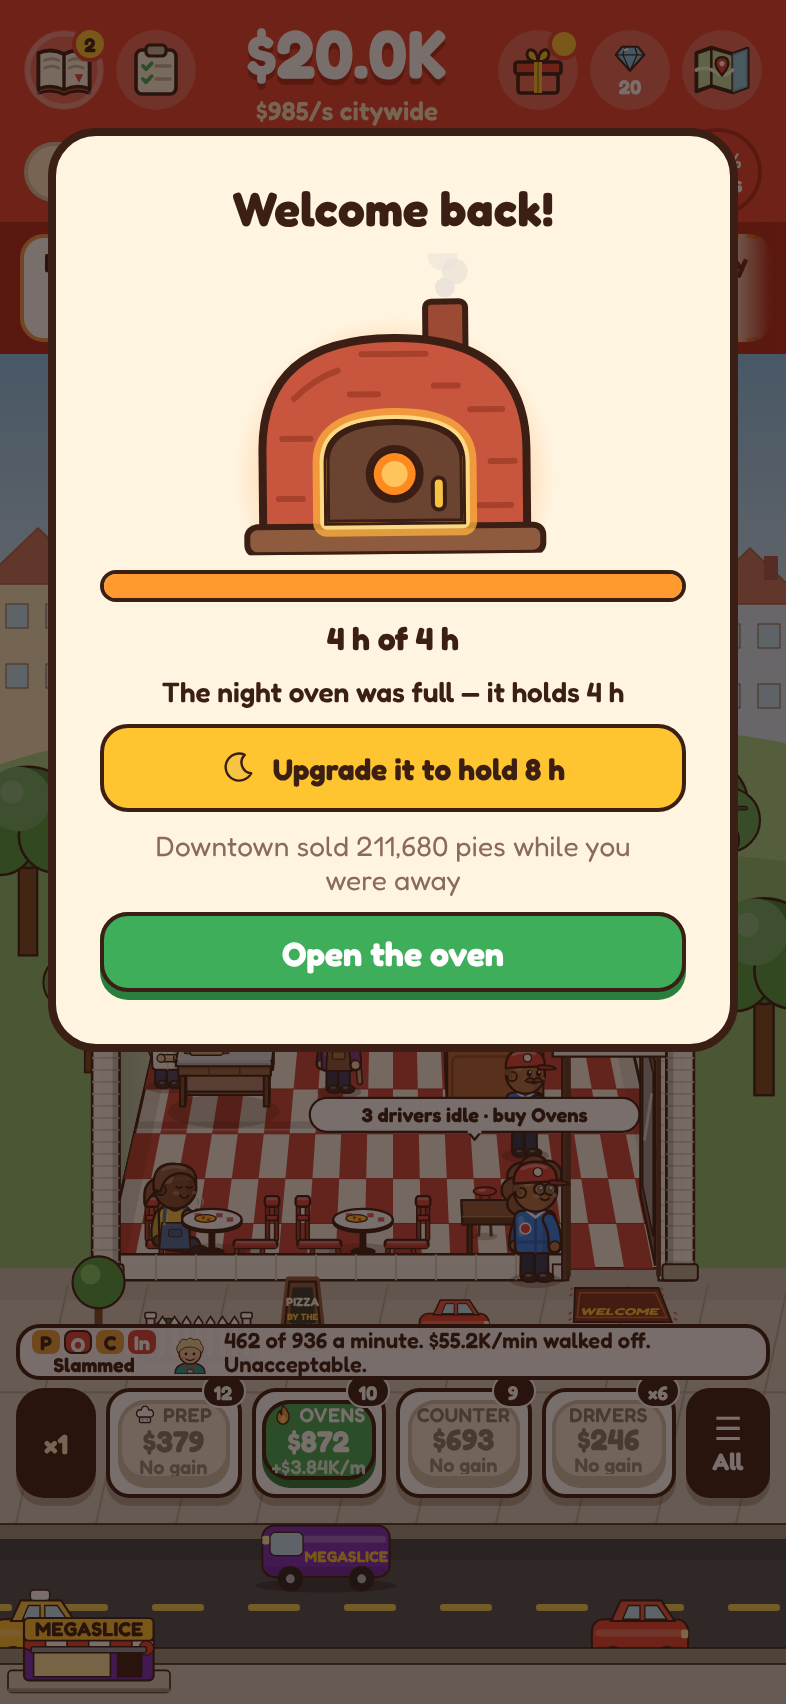 2
$20.0K
$985/s citywide
20
Welcome back!
4 h of 4 h
The night oven was full – it holds 4 h
Upgrade it to hold 8 h
Downtown sold 211,680 pies while you
were away
Open the oven
3 drivers idle · buy Ovens
PIZZA
BY THE
WELCOME
P O C In
Slammed
462 of 936 a minute. $55.2K/min walked off.
Unacceptable.
x1
12
PREP
$379
No gain
10
OVENS
$872
+$3.84K/m
9
COUNTER
$693
No gain
x6
DRIVERS
$246
No gain
All
MEGASLICE
MEGASLICE